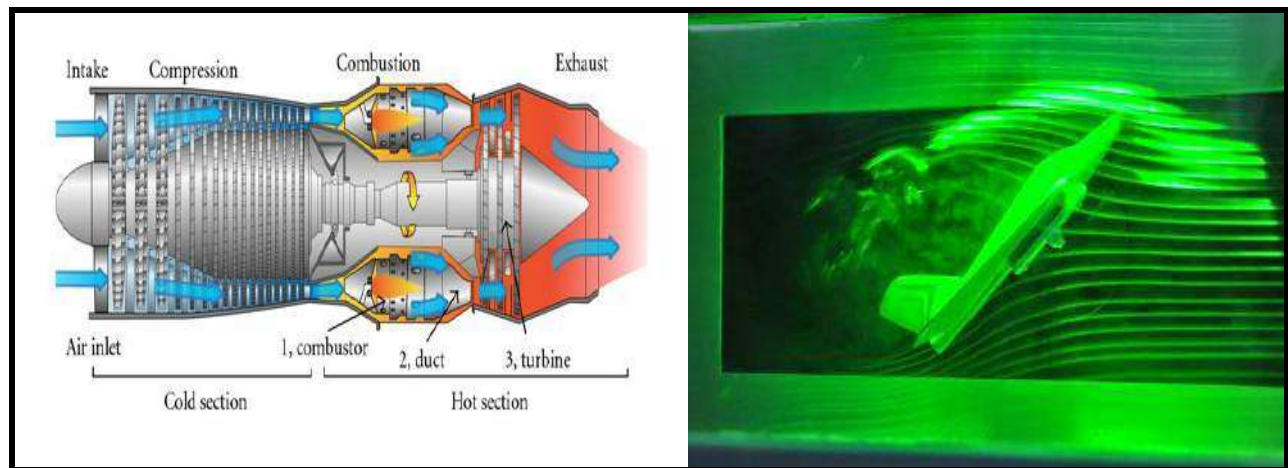 Intake
Compression
Combustion
Exhaust
Air inlet
1, combustor
2, duct
3, turbine
Cold section
Hot section